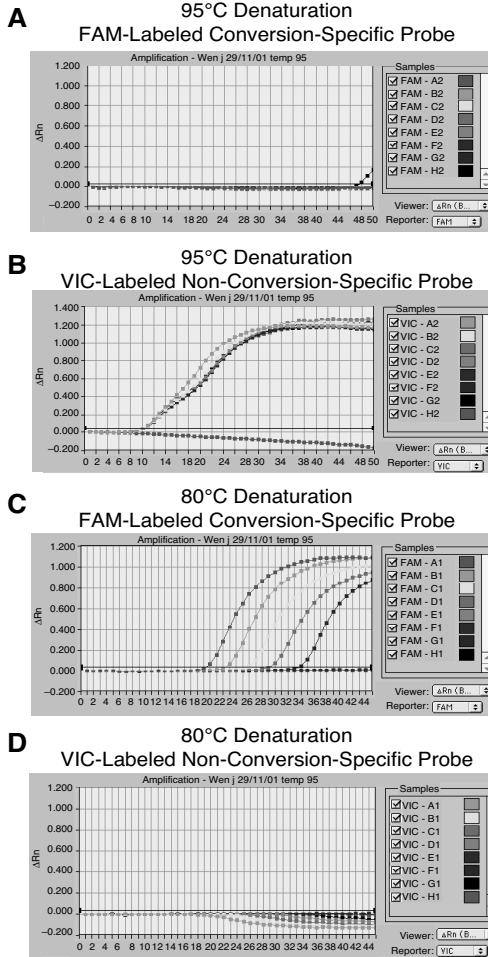 A
95°C Denaturation
FAM-Labeled Conversion-Specific Probe
Amplification - Wen j 29/11/01 temp 95
1.200
1.000
0.800
0.600
0.400
0.200
0.000
−0.200
ΔRn
0 2 4 6 8 10 14 18 20 24 28 30 34 38 40 44 48 50
Samples
FAM - A2
FAM - B2
FAM - C2
FAM - D2
FAM - E2
FAM - F2
FAM - G2
FAM - H2
Viewer: ΔRn (B...
Reporter: FAM
B
95°C Denaturation
VIC-Labeled Non-Conversion-Specific Probe
Amplification - Wen j 29/11/01 temp 95
1.400
1.200
1.000
0.800
0.600
0.400
0.200
0.000
−0.200
ΔRn
0 2 4 6 8 10 14 18 20 24 28 30 34 38 40 44 48 50
Samples
VIC - A2
VIC - B2
VIC - C2
VIC - D2
VIC - E2
VIC - F2
VIC - G2
VIC - H2
Viewer: ΔRn (B...
Reporter: VIC
C
80°C Denaturation
FAM-Labeled Conversion-Specific Probe
Amplification - Wen j 29/11/01 temp 95
1.200
1.000
0.800
0.600
0.400
0.200
0.000
−0.200
ΔRn
0 2 4 6 8 10 12 14 16 18 20 22 24 26 28 30 32 34 36 38 40 42 44
Samples
FAM - A1
FAM - B1
FAM - C1
FAM - D1
FAM - E1
FAM - F1
FAM - G1
FAM - H1
Viewer: ΔRn (B...
Reporter: FAM
D
80°C Denaturation
VIC-Labeled Non-Conversion-Specific Probe
Amplification - Wen j 29/11/01 temp 95
1.200
1.000
0.800
0.600
0.400
0.200
0.000
−0.200
ΔRn
0 2 4 6 8 10 12 14 16 18 20 22 24 26 28 30 32 34 36 38 40 42 44
Samples
VIC - A1
VIC - B1
VIC - C1
VIC - D1
VIC - E1
VIC - F1
VIC - G1
VIC - H1
Viewer: ΔRn (B...
Reporter: VIC